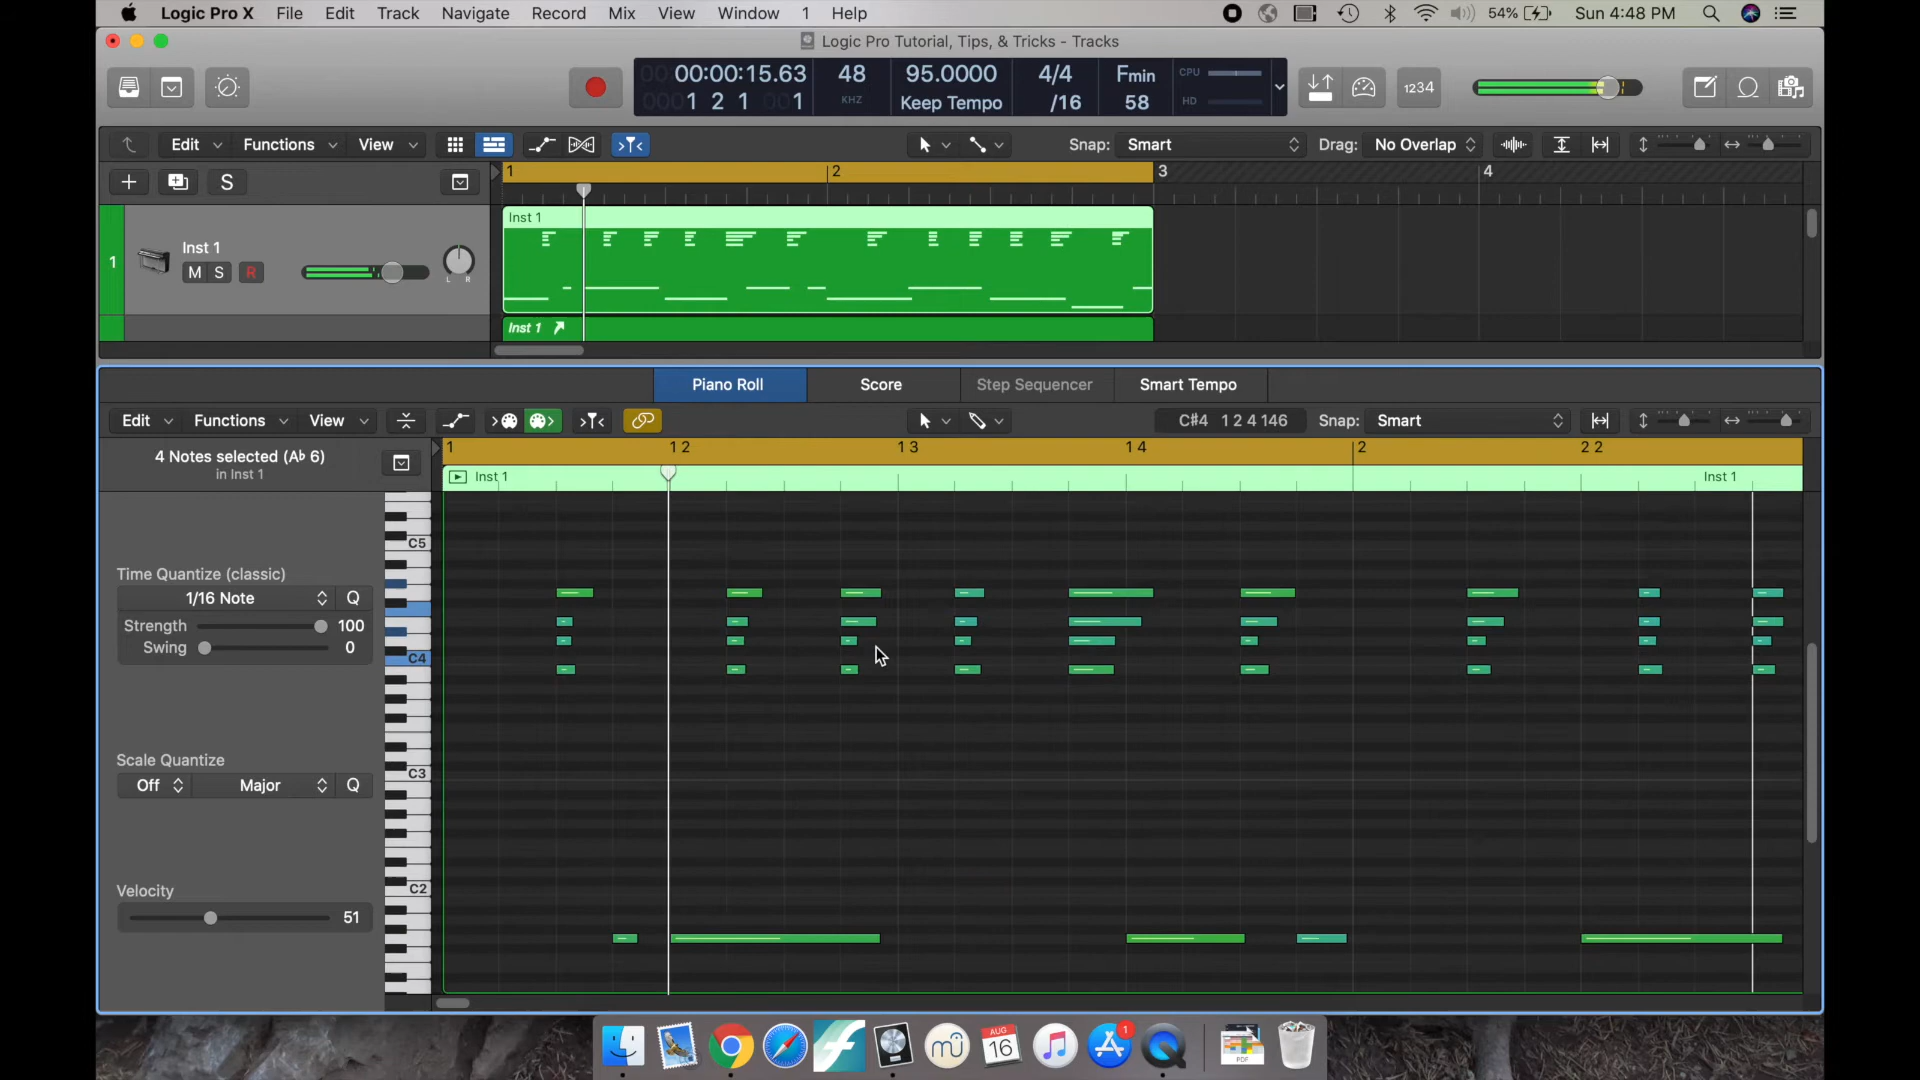 Logic Pro X File Edit Track Navigate Record Mix View Window 1 Help 54% Sun 4:48 PM
Logic Pro Tutorial, Tips, & Tricks - Tracks
00:00:15.63 48 95.0000 4/4 Fmin CPU
1 2 1 1 KHZ Keep Tempo /16 58 HD
1234
Edit Functions View Snap: Smart Drag: No Overlap
S 1 2 3 4
Inst 1
1 Inst 1
M S R L R
Inst 1
Piano Roll Score Step Sequencer Smart Tempo
Edit Functions View C#4 1 2 4 146 Snap: Smart
1 1 2 1 3 1 4 2 2 2
4 Notes selected (A♭ 6)
in Inst 1
Inst 1 Inst 1
C5
Time Quantize (classic)
1/16 Note Q
Strength 100
Swing 0
C4
Scale Quantize
C3
Off Major Q
C2
Velocity
51
AUG
16
1
PDF